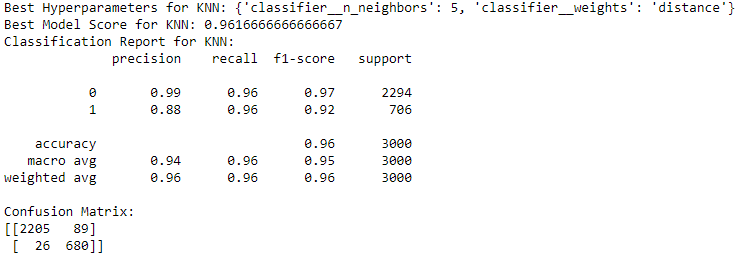 Best Hyperparameters for KNN: {'classifier__n_neighbors': 5, 'classifier__weights': 'distance'}
Best Model Score for KNN: 0.9616666666666667
Classification Report for KNN:
              precision    recall  f1-score   support

           0       0.99      0.96      0.97      2294
           1       0.88      0.96      0.92       706

    accuracy                           0.96      3000
   macro avg       0.94      0.96      0.95      3000
weighted avg       0.96      0.96      0.96      3000

Confusion Matrix:
[[2205   89]
 [  26  680]]